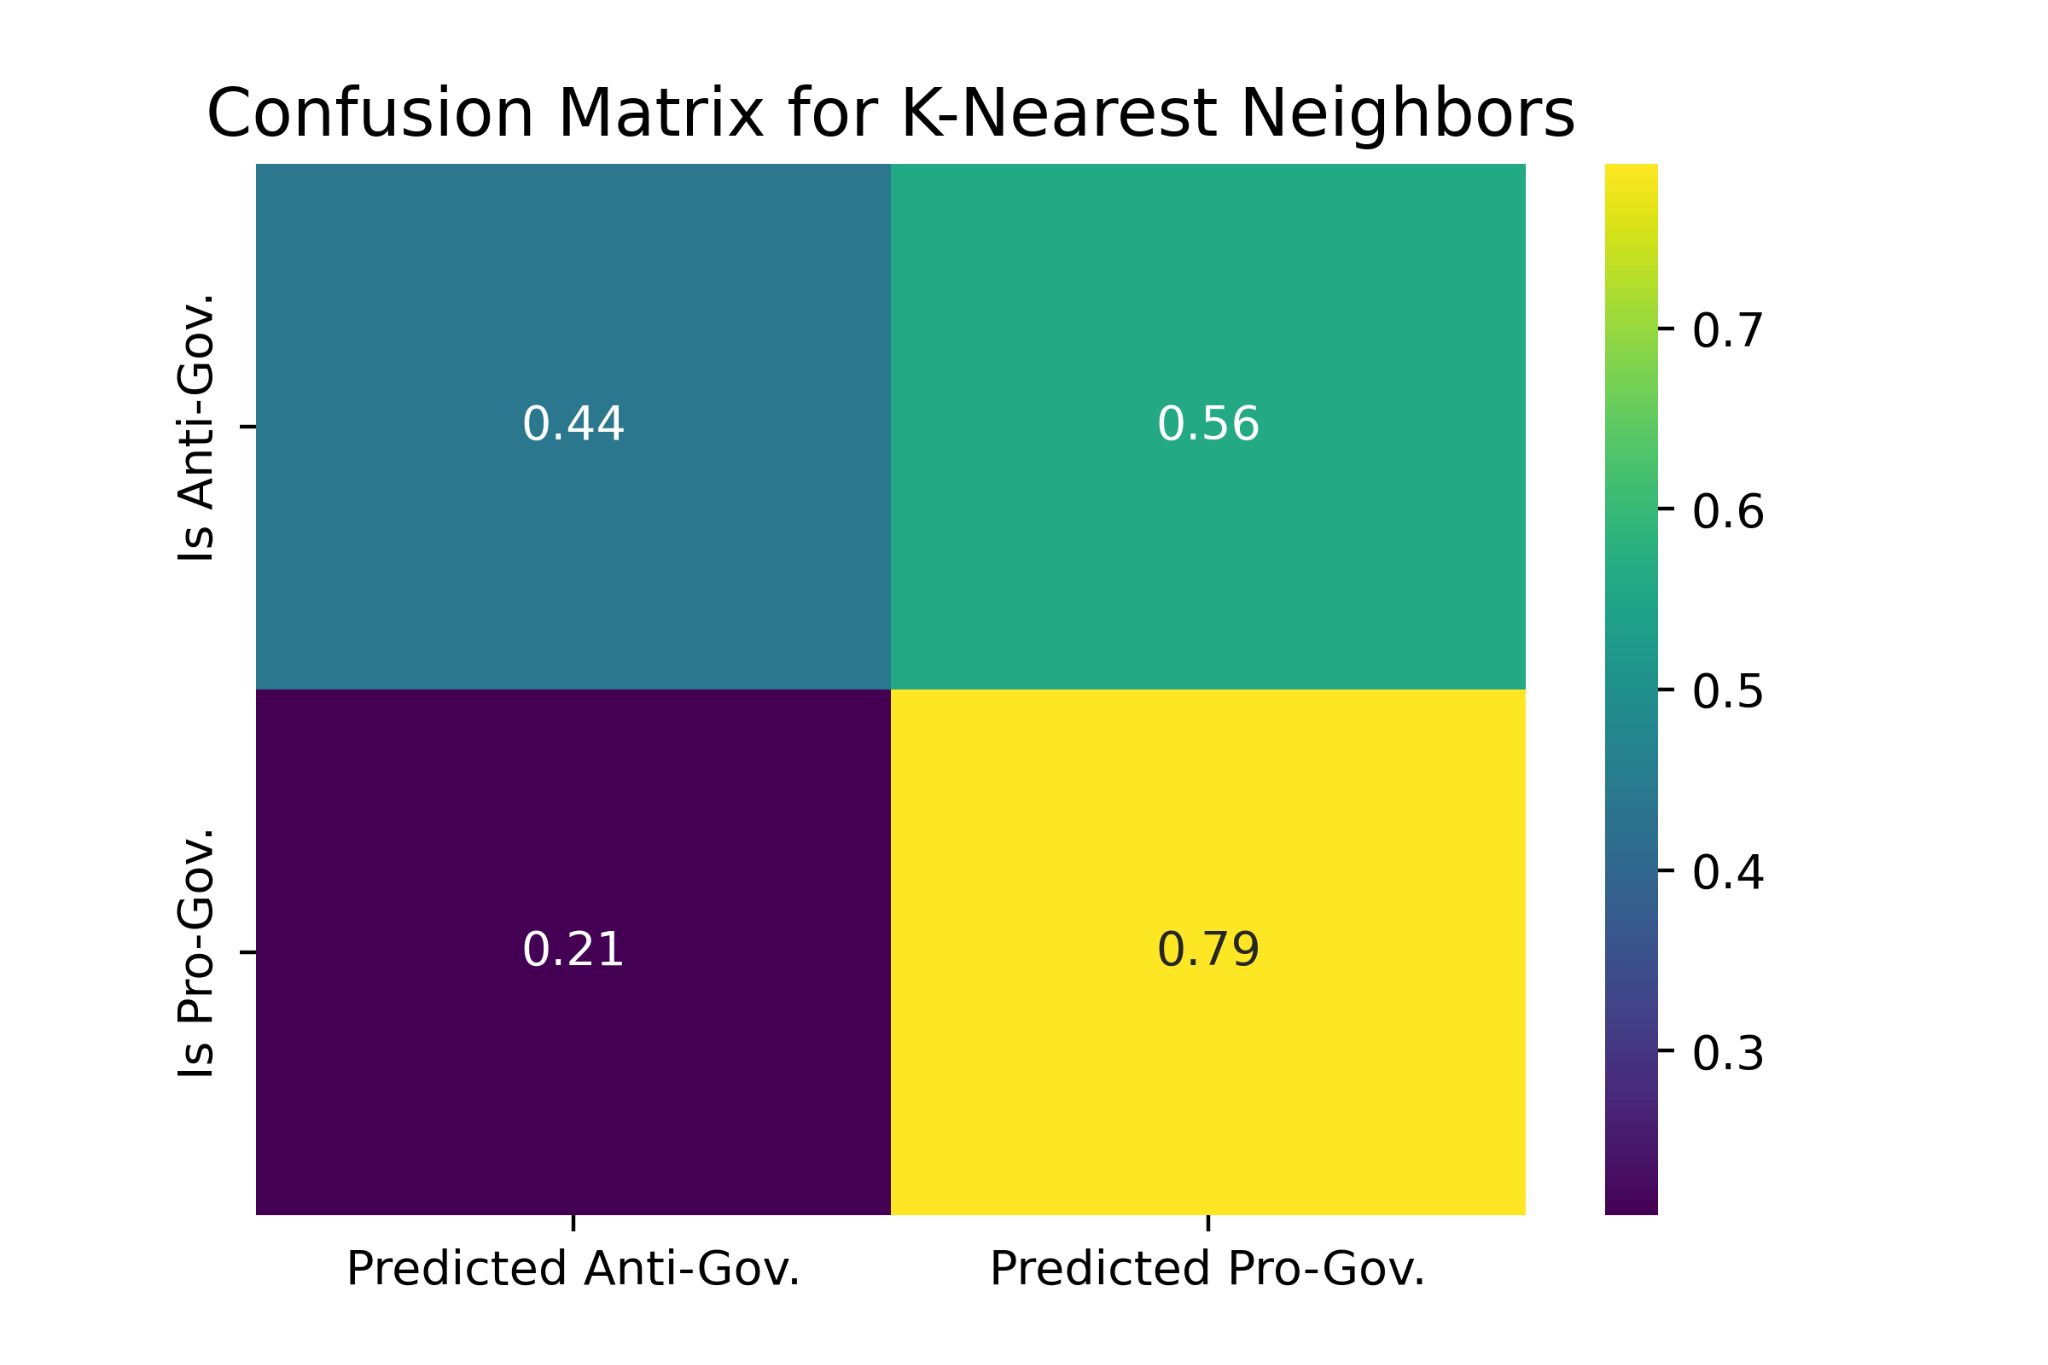 Confusion Matrix for K-Nearest Neighbors
Is Anti-Gov.
0.44
0.56
Is Pro-Gov.
0.21
0.79
Predicted Anti-Gov.
Predicted Pro-Gov.
0.7
0.6
0.5
0.4
0.3